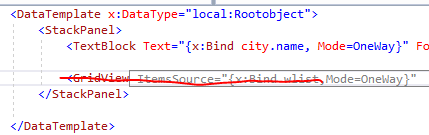 <DataTemplate x:DataType="local:Rootobject">
<StackPanel>
<TextBlock Text="{x:Bind city.name, Mode=OneWay}" Fo
<GridView ItemsSource="{x:Bind wlist,Mode=OneWay}"
</StackPanel>
</DataTemplate>